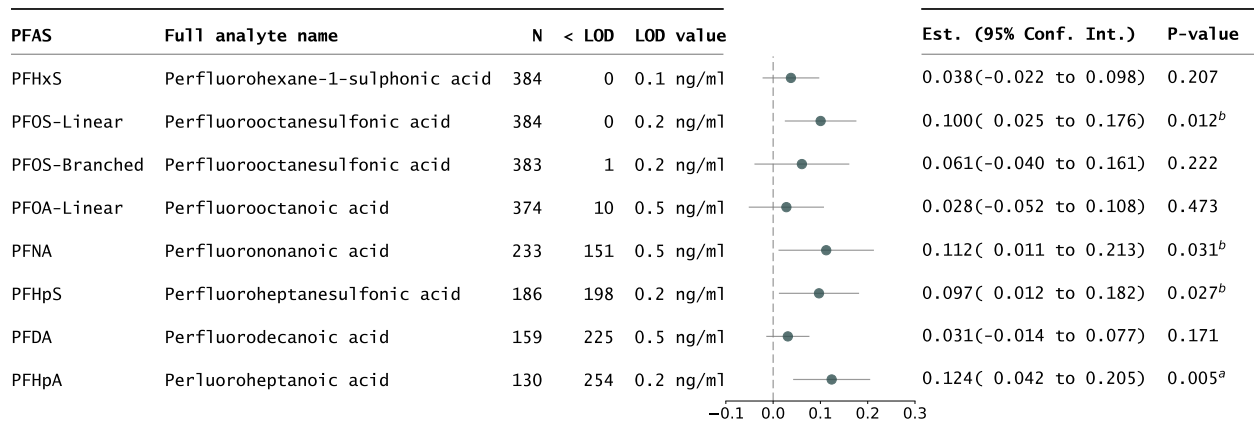 PFAS Full analyte name N < LOD LOD value Est. (95% Conf. Int.) P-value
PFHxS Perfluorohexane-1-sulphonic acid 384 0 0.1 ng/ml 0.038(-0.022 to 0.098) 0.207
PFOS-Linear Perfluorooctanesulfonic acid 384 0 0.2 ng/ml 0.100( 0.025 to 0.176) 0.012b
PFOS-Branched Perfluorooctanesulfonic acid 383 1 0.2 ng/ml 0.061(-0.040 to 0.161) 0.222
PFOA-Linear Perfluorooctanoic acid 374 10 0.5 ng/ml 0.028(-0.052 to 0.108) 0.473
PFNA Perfluorononanoic acid 233 151 0.5 ng/ml 0.112( 0.011 to 0.213) 0.031b
PFHpS Perfluoroheptanesulfonic acid 186 198 0.2 ng/ml 0.097( 0.012 to 0.182) 0.027b
PFDA Perfluorodecanoic acid 159 225 0.5 ng/ml 0.031(-0.014 to 0.077) 0.171
PFHpA Perluoroheptanoic acid 130 254 0.2 ng/ml 0.124( 0.042 to 0.205) 0.005a
−0.1 0.0 0.1 0.2 0.3